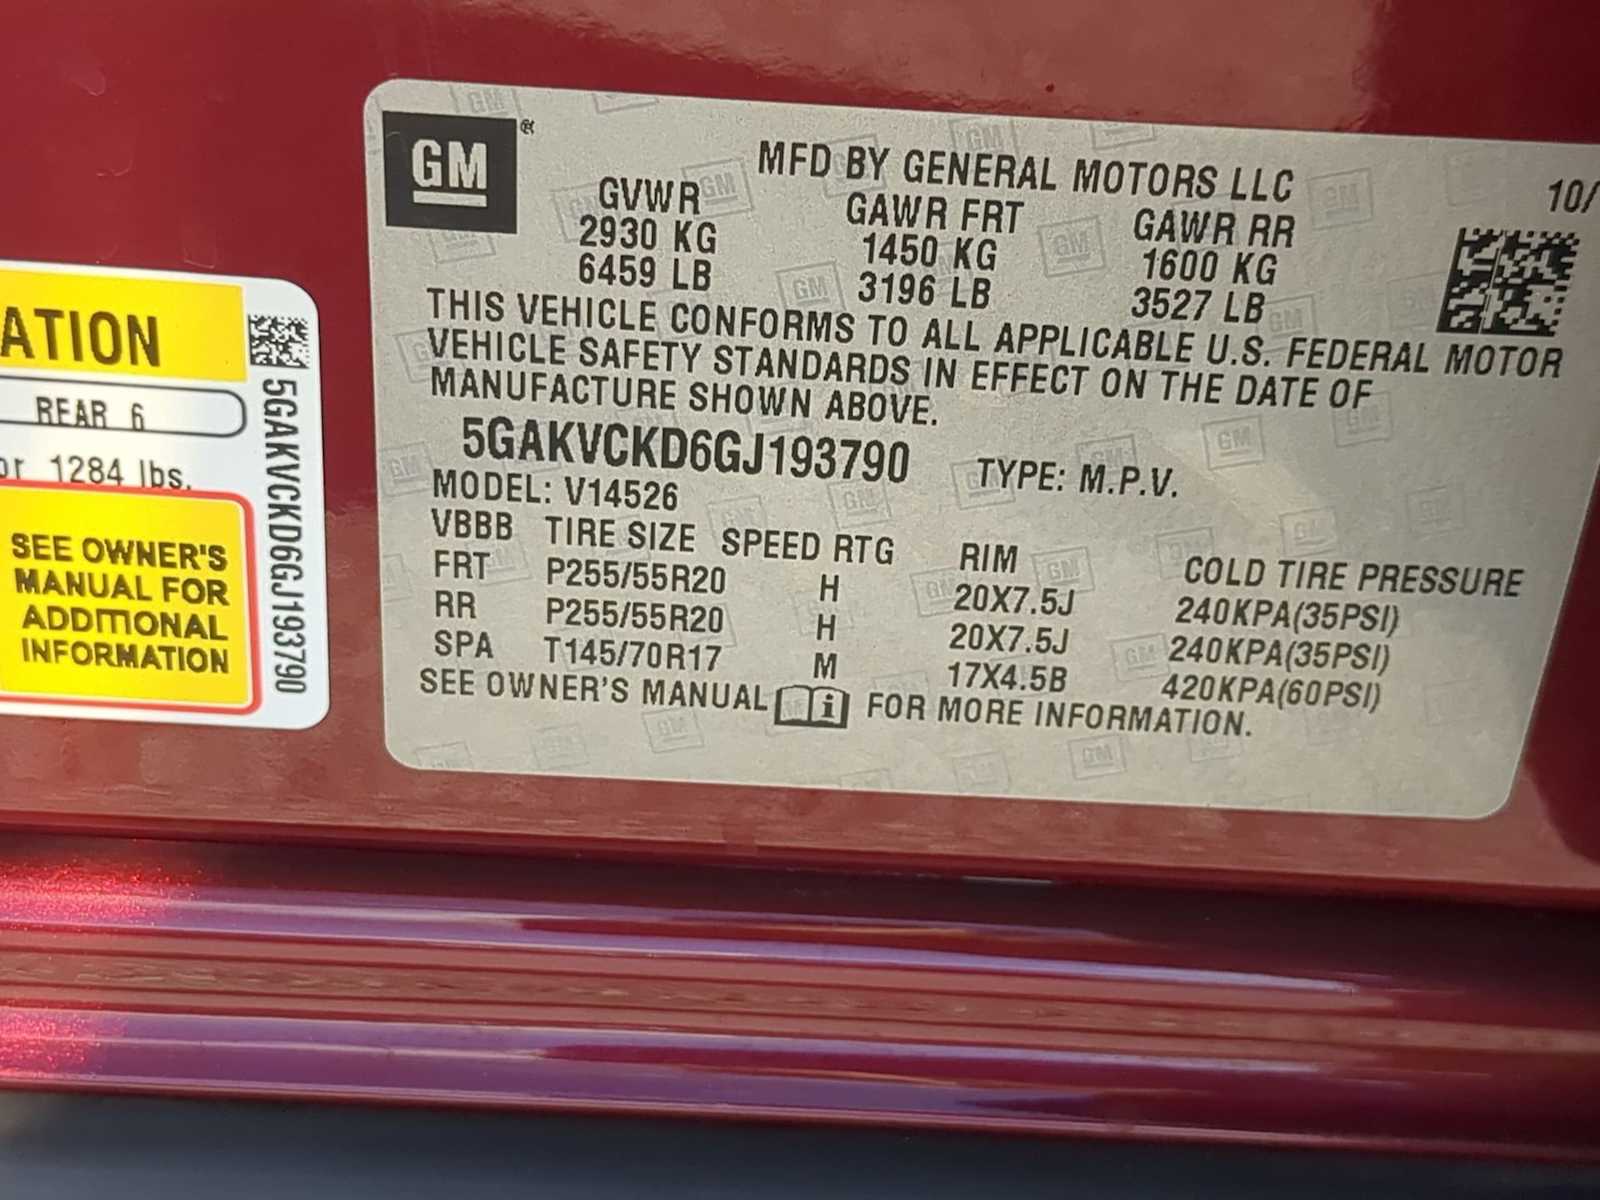 GM
MFD BY GENERAL MOTORS LLC
10/
GVWR
GAWR FRT
GAWR RR
2930 KG
1450 KG
1600 KG
6459 LB
3196 LB
3527 LB
THIS VEHICLE CONFORMS TO ALL APPLICABLE U.S. FEDERAL MOTOR
VEHICLE SAFETY STANDARDS IN EFFECT ON THE DATE OF
MANUFACTURE SHOWN ABOVE.
5GAKVCKD6GJ193790 TYPE: M.P.V.
MODEL: V14526
VBBB TIRE SIZE SPEED RTG RIM COLD TIRE PRESSURE
FRT P255/55R20 H 20X7.5J 240KPA(35PSI)
RR P255/55R20 H 20X7.5J 240KPA(35PSI)
SPA T145/70R17 M 17X4.5B 420KPA(60PSI)
SEE OWNER'S MANUAL i FOR MORE INFORMATION.
ATION
REAR 6
or 1284 lbs.
SEE OWNER'S
MANUAL FOR
ADDITIONAL
INFORMATION
5GAKVCKD6GJ193790